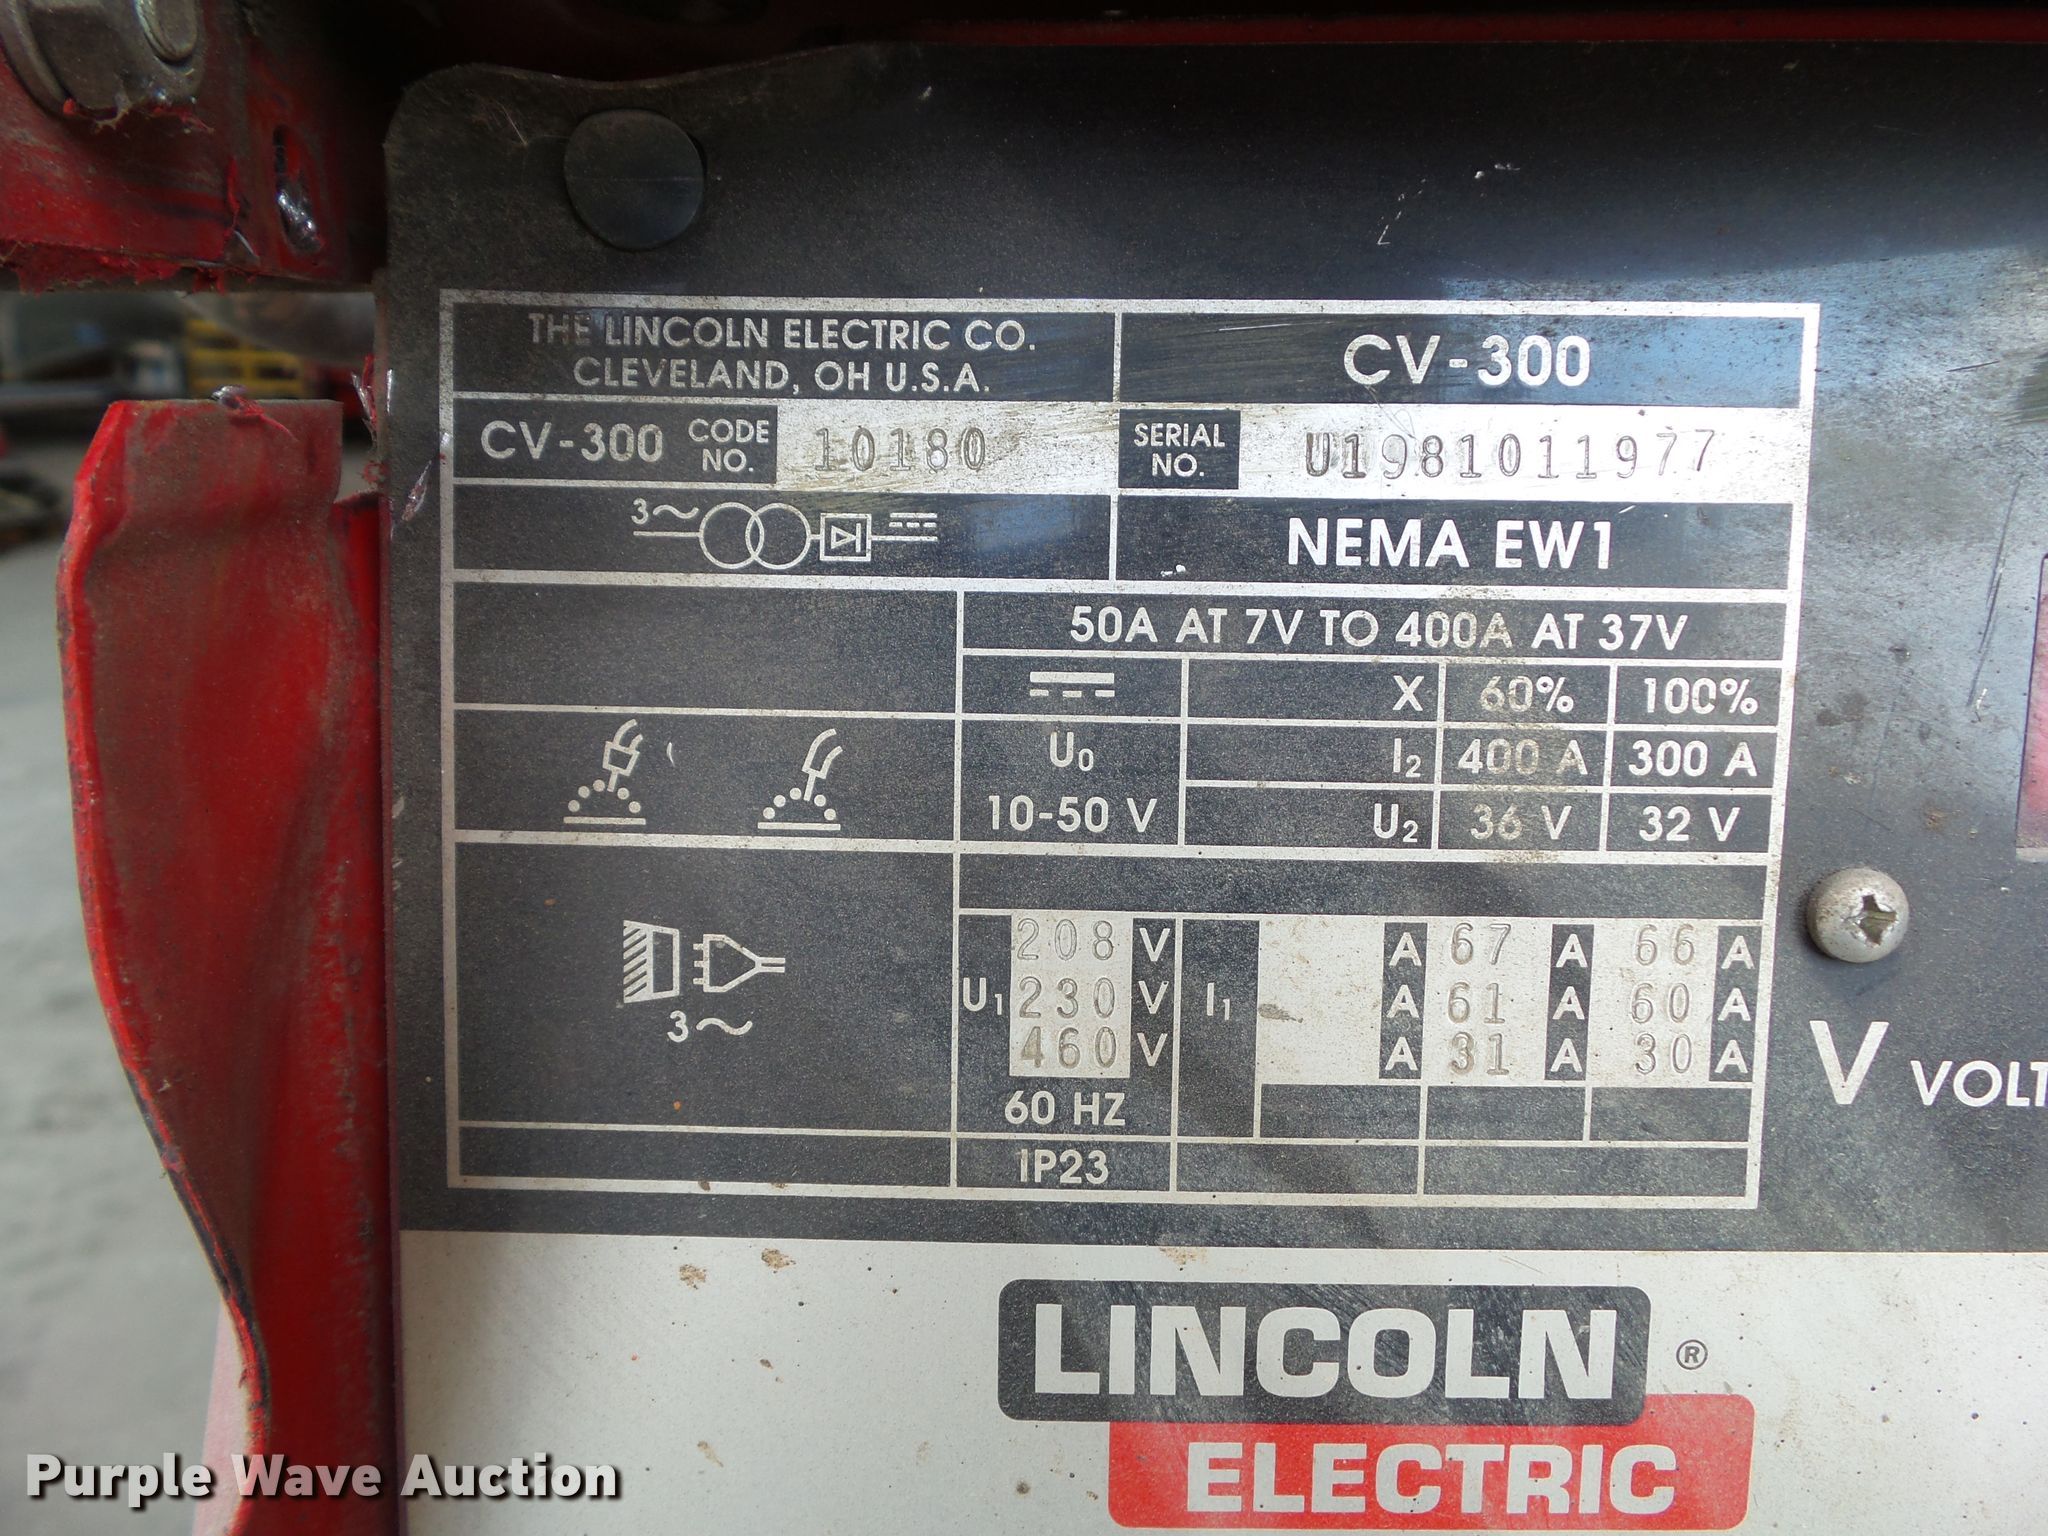 THE LINCOLN ELECTRIC CO.
CLEVELAND, OH U.S.A.
CV-300
CV-300 CODE NO. 10180
SERIAL NO. U1981011977
3~
NEMA EW1
50A AT 7V TO 400A AT 37V
X 60% 100%
U0 I2 400 A 300 A
10-50 V U2 36 V 32 V
208 V A 67 A 66 A
U1 230 V I1 A 61 A 60 A
460 V A 31 A 30 A
3~
60 HZ
IP23
V VOLT
LINCOLN ®
ELECTRIC
Purple Wave Auction